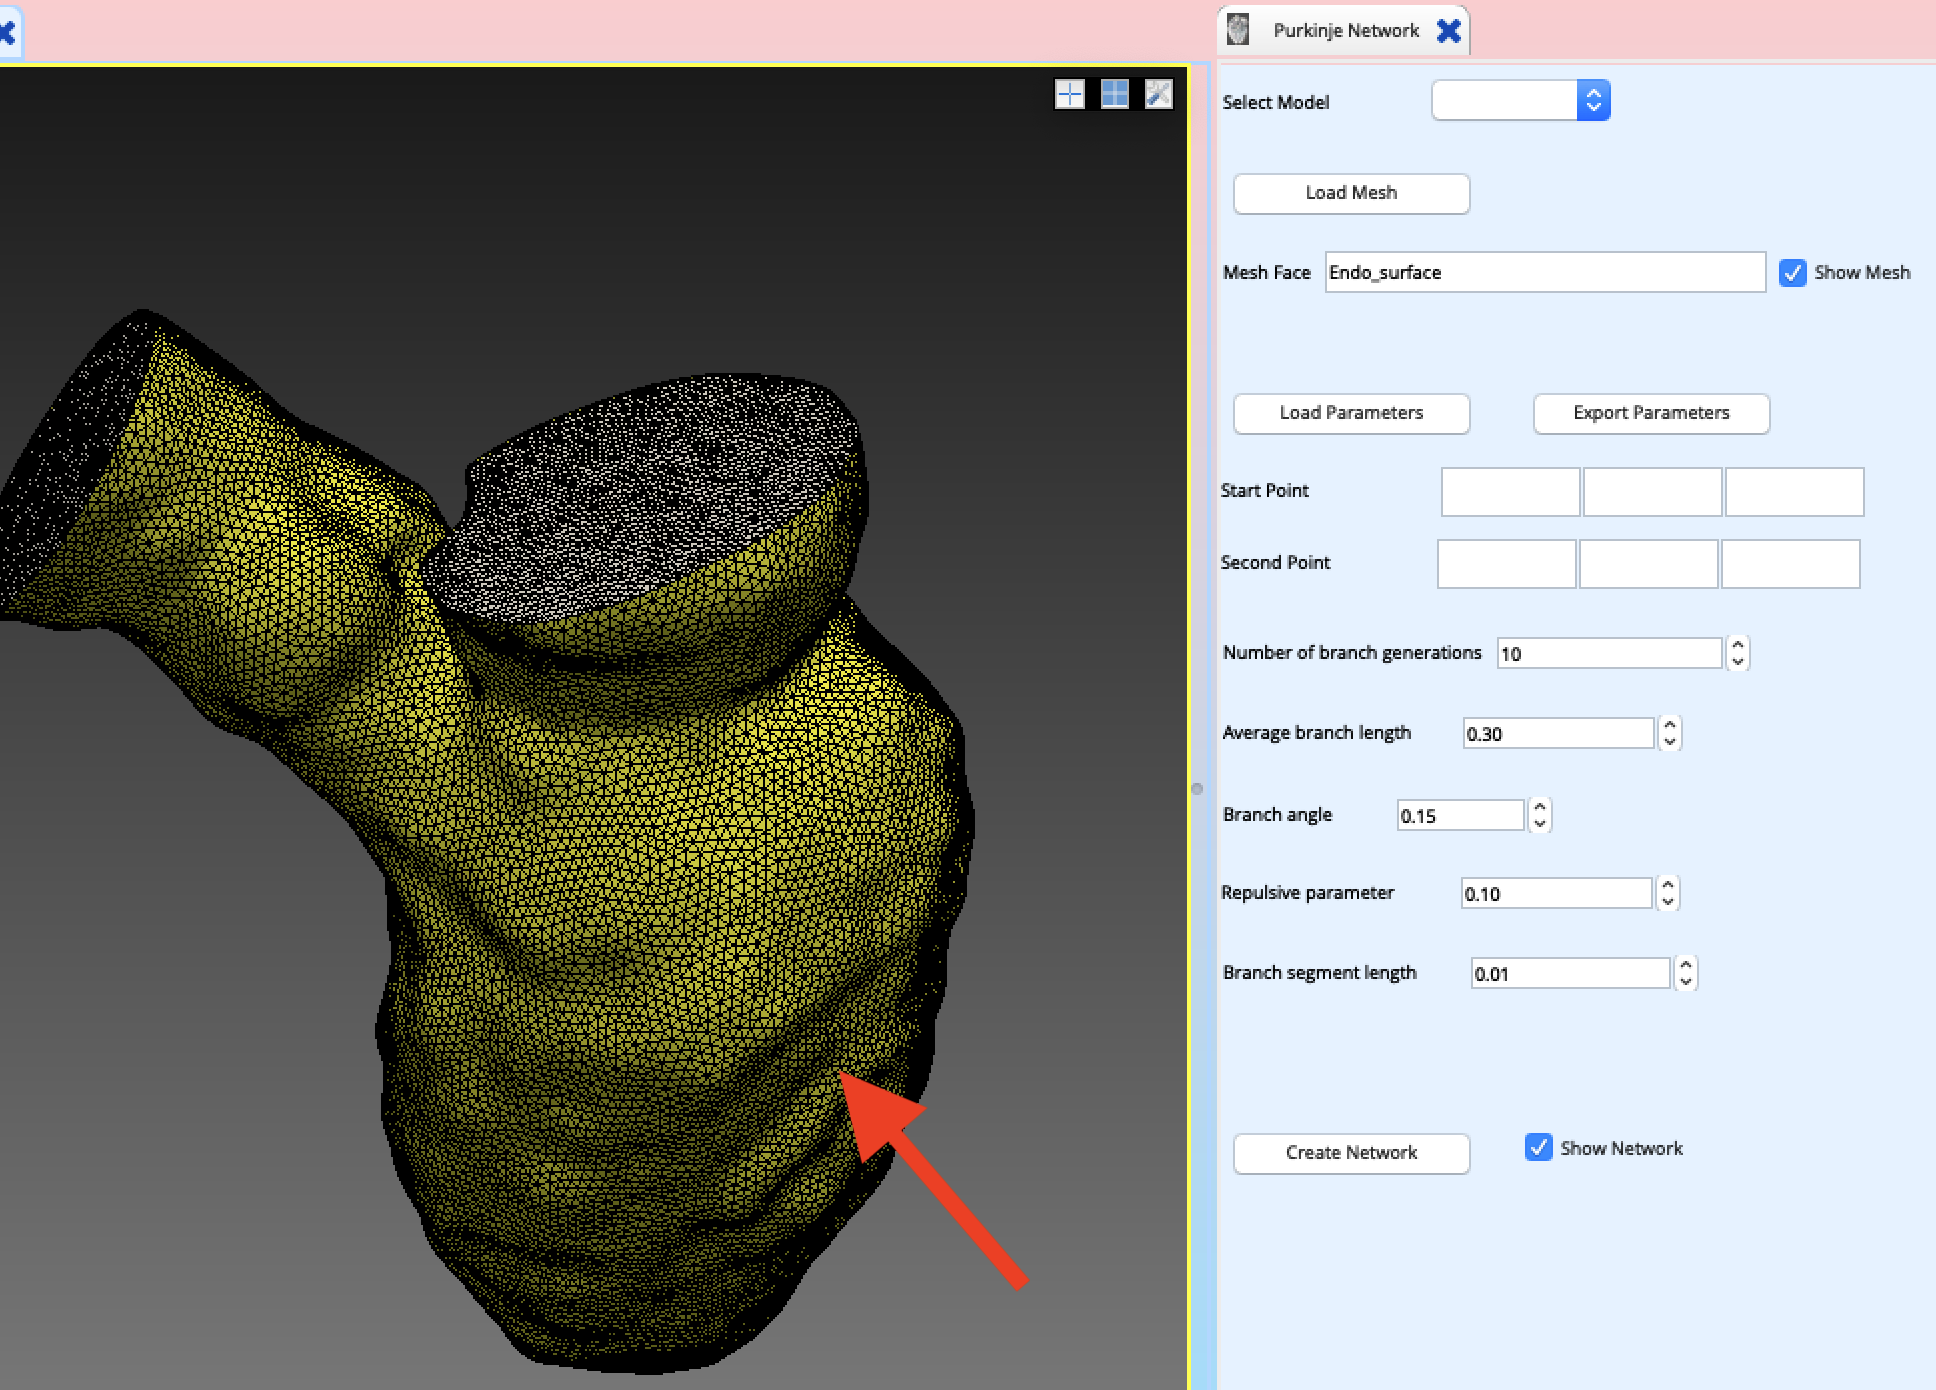 Purkinje Network
Select Model
Load Mesh
Mesh Face Endo_surface Show Mesh
Load Parameters Export Parameters
Start Point
Second Point
Number of branch generations 10
Average branch length 0.30
Branch angle 0.15
Repulsive parameter 0.10
Branch segment length 0.01
Create Network Show Network